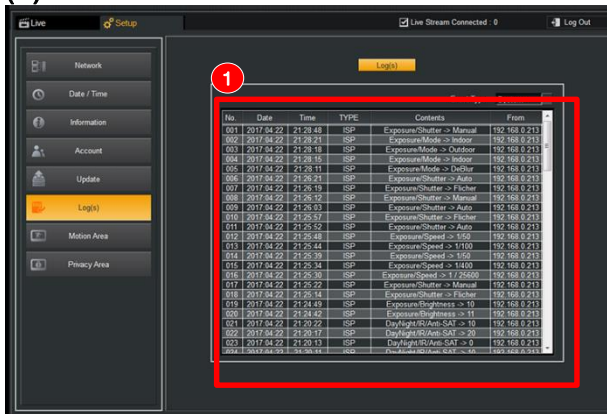 Live
Setup
Live Stream Connected : 0
Log Out
Network
Date / Time
Information
Account
Update
Log(s)
Motion Area
Privacy Area
Log(s)
1
No. Date Time TYPE Contents From
001 2017.04.22 21:28:48 ISP Exposure/Shutter -> Manual 192.168.0.213
002 2017.04.22 21:28:21 ISP Exposure/Mode -> Indoor 192.168.0.213
003 2017.04.22 21:28:18 ISP Exposure/Mode -> Outdoor 192.168.0.213
004 2017.04.22 21:28:15 ISP Exposure/Mode -> Indoor 192.168.0.213
005 2017.04.22 21:28:11 ISP Exposure/Mode -> DeBlur 192.168.0.213
006 2017.04.22 21:26:21 ISP Exposure/Shutter -> Auto 192.168.0.213
007 2017.04.22 21:26:19 ISP Exposure/Shutter -> Flicher 192.168.0.213
008 2017.04.22 21:26:12 ISP Exposure/Shutter -> Manual 192.168.0.213
009 2017.04.22 21:26:03 ISP Exposure/Shutter -> Auto 192.168.0.213
010 2017.04.22 21:25:57 ISP Exposure/Shutter -> Flicher 192.168.0.213
011 2017.04.22 21:25:52 ISP Exposure/Shutter -> Auto 192.168.0.213
012 2017.04.22 21:25:48 ISP Exposure/Speed -> 1/50 192.168.0.213
013 2017.04.22 21:25:44 ISP Exposure/Speed -> 1/100 192.168.0.213
014 2017.04.22 21:25:39 ISP Exposure/Speed -> 1/50 192.168.0.213
015 2017.04.22 21:25:34 ISP Exposure/Speed -> 1/400 192.168.0.213
016 2017.04.22 21:25:30 ISP Exposure/Speed -> 1 / 25600 192.168.0.213
017 2017.04.22 21:25:22 ISP Exposure/Shutter -> Manual 192.168.0.213
018 2017.04.22 21:25:14 ISP Exposure/Shutter -> Flicher 192.168.0.213
019 2017.04.22 21:24:49 ISP Exposure/Brightness -> 10 192.168.0.213
020 2017.04.22 21:24:42 ISP Exposure/Brightness -> 11 192.168.0.213
021 2017.04.22 21:20:22 ISP DayNight/IR/Anti-SAT -> 10 192.168.0.213
022 2017.04.22 21:20:17 ISP DayNight/IR/Anti-SAT -> 20 192.168.0.213
023 2017.04.22 21:20:13 ISP DayNight/IR/Anti-SAT -> 0 192.168.0.213
024 2017.04.22 21:20:11 ISP DayNight/IR/Anti-SAT -> 10 192.168.0.213